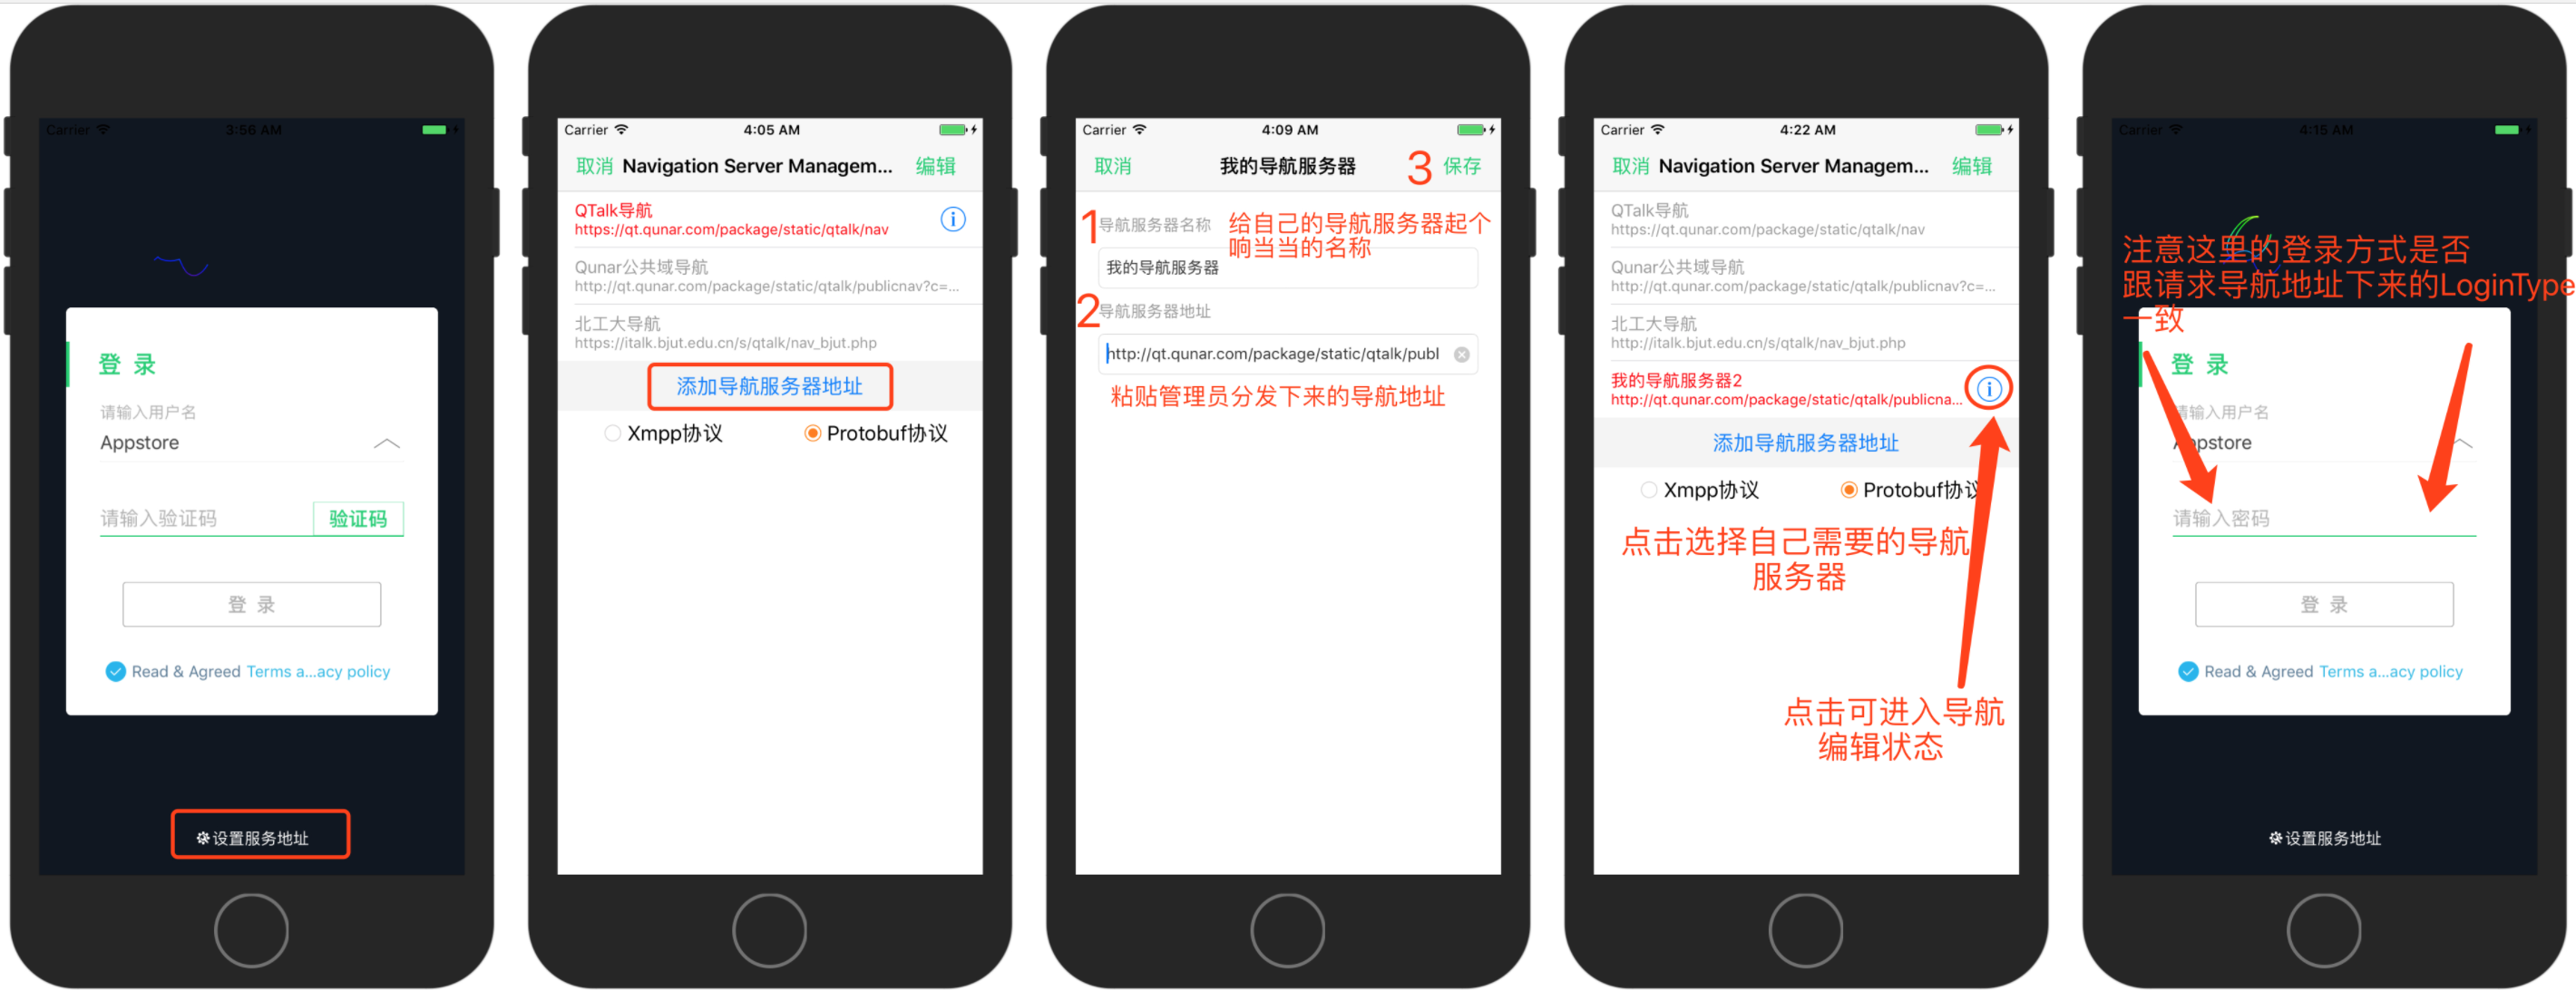 Carrier 3:56 AM
登 录
请输入用户名
Appstore
请输入验证码 验证码
登 录
Read & Agreed Terms a...acy policy
设置服务地址
Carrier 4:05 AM
取消 Navigation Server Managem... 编辑
QTalk导航
https://qt.qunar.com/package/static/qtalk/nav
Qunar公共域导航
http://qt.qunar.com/package/static/qtalk/publicnav?c=...
北工大导航
https://italk.bjut.edu.cn/s/qtalk/nav_bjut.php
添加导航服务器地址
Xmpp协议 Protobuf协议
Carrier 4:09 AM
取消 我的导航服务器 3 保存
1 导航服务器名称 给自己的导航服务器起个
响当当的名称
我的导航服务器
2 导航服务器地址
http://qt.qunar.com/package/static/qtalk/publ
粘贴管理员分发下来的导航地址
Carrier 4:22 AM
取消 Navigation Server Managem... 编辑
QTalk导航
https://qt.qunar.com/package/static/qtalk/nav
Qunar公共域导航
http://qt.qunar.com/package/static/qtalk/publicnav?c=...
北工大导航
http://italk.bjut.edu.cn/s/qtalk/nav_bjut.php
我的导航服务器2
http://qt.qunar.com/package/static/qtalk/publicna...
添加导航服务器地址
Xmpp协议 Protobuf协议
点击选择自己需要的导航
服务器
点击可进入导航
编辑状态
Carrier 4:15 AM
注意这里的登录方式是否
跟请求导航地址下来的LoginType
一致
登 录
请输入用户名
Appstore
请输入密码
登 录
Read & Agreed Terms a...acy policy
设置服务地址